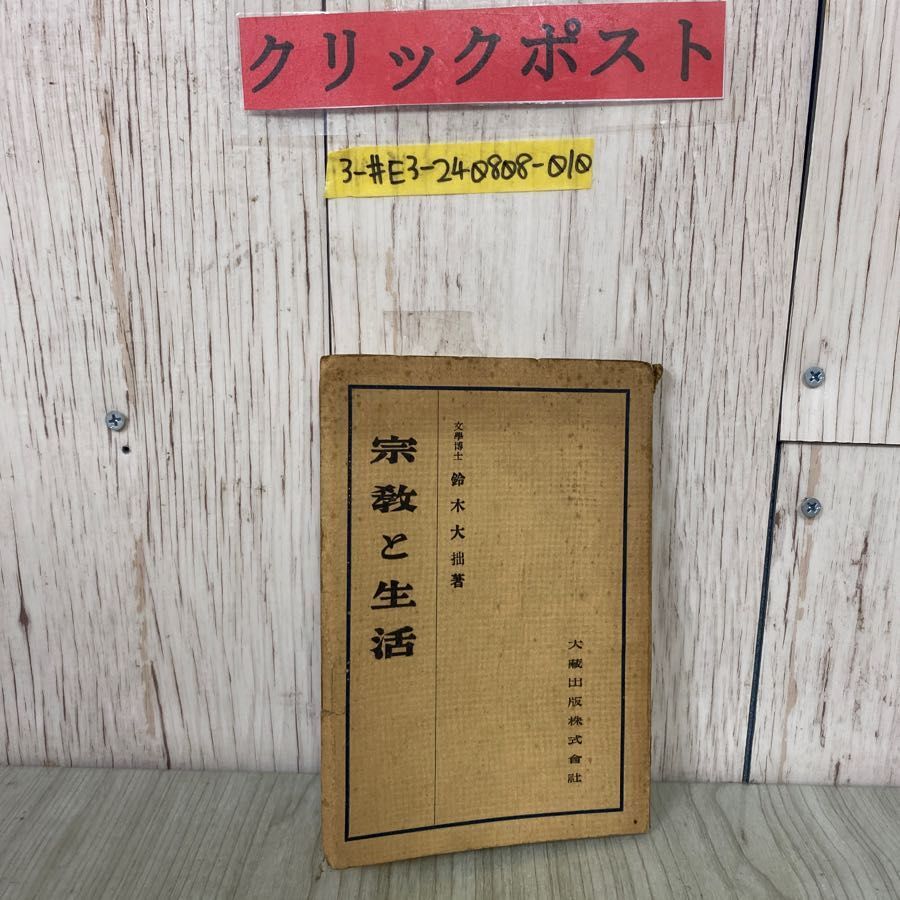 クリックポスト
3-#E3-240808-010
文學博士 鈴木大拙著
宗教と生活
大藏出版株式會社